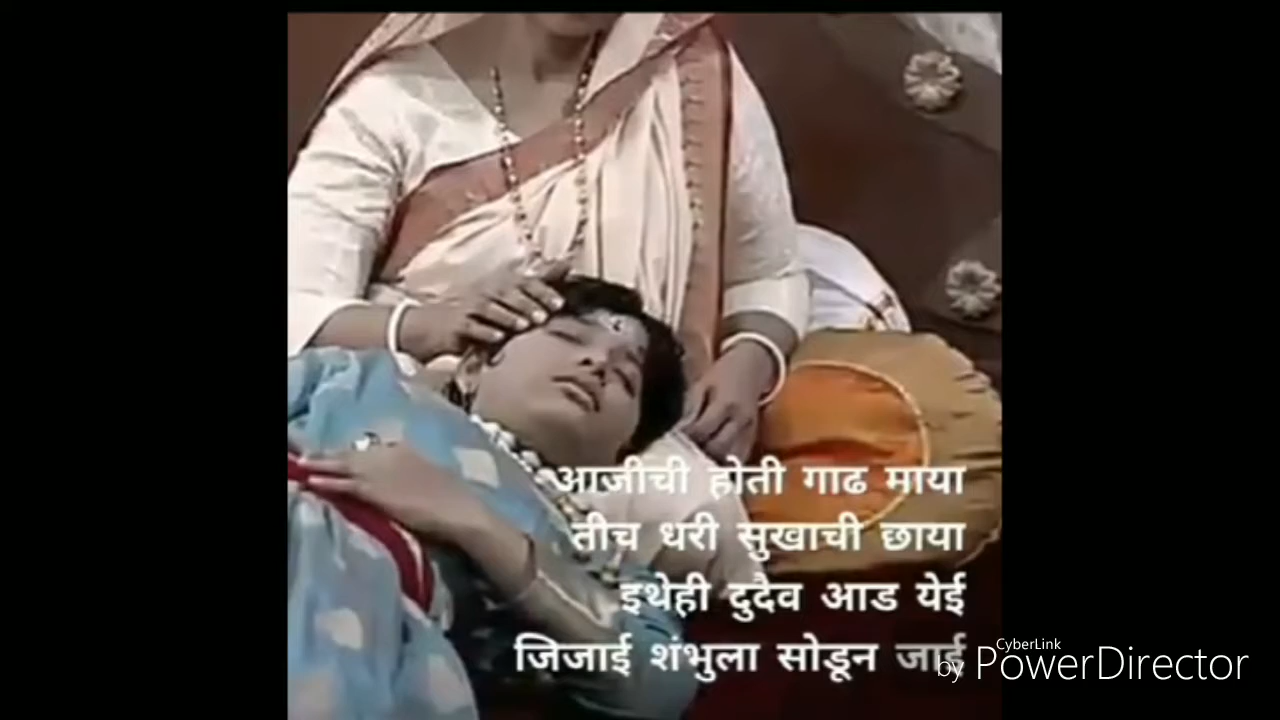 आजीची होती गाढ माया
तीच धरी सुखाची छाया
इथेही दुदैव आड येई
जिजाई शंभुला सोडून जाई
CyberLink
by PowerDirector